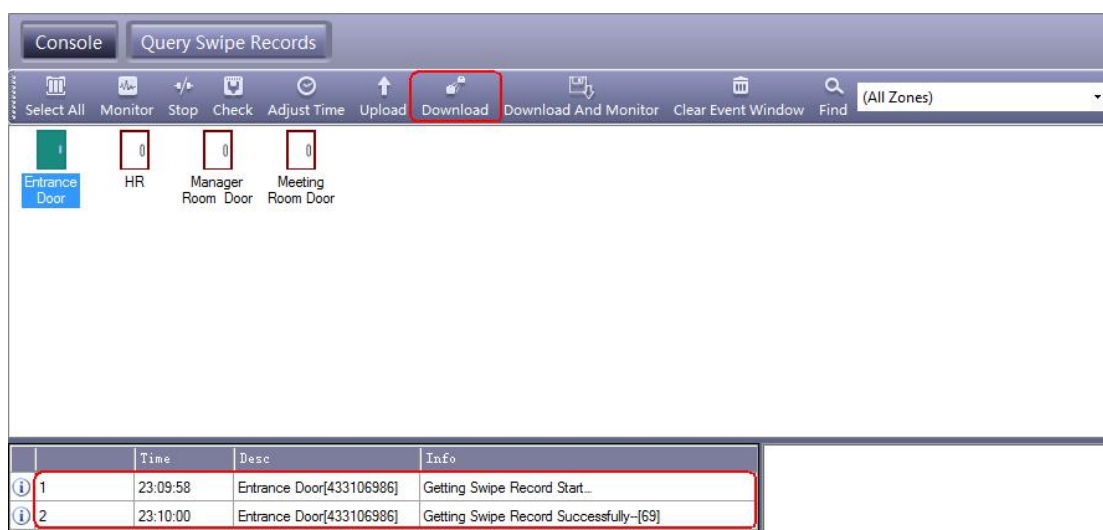 Console Query Swipe Records
Select All Monitor Stop Check Adjust Time Upload Download Download And Monitor Clear Event Window Find (All Zones)
Entrance Door
HR
Manager Room Door
Meeting Room Door
Time Desc Info
1 23:09:58 Entrance Door[433106986] Getting Swipe Record Start...
2 23:10:00 Entrance Door[433106986] Getting Swipe Record Successfully--[69]